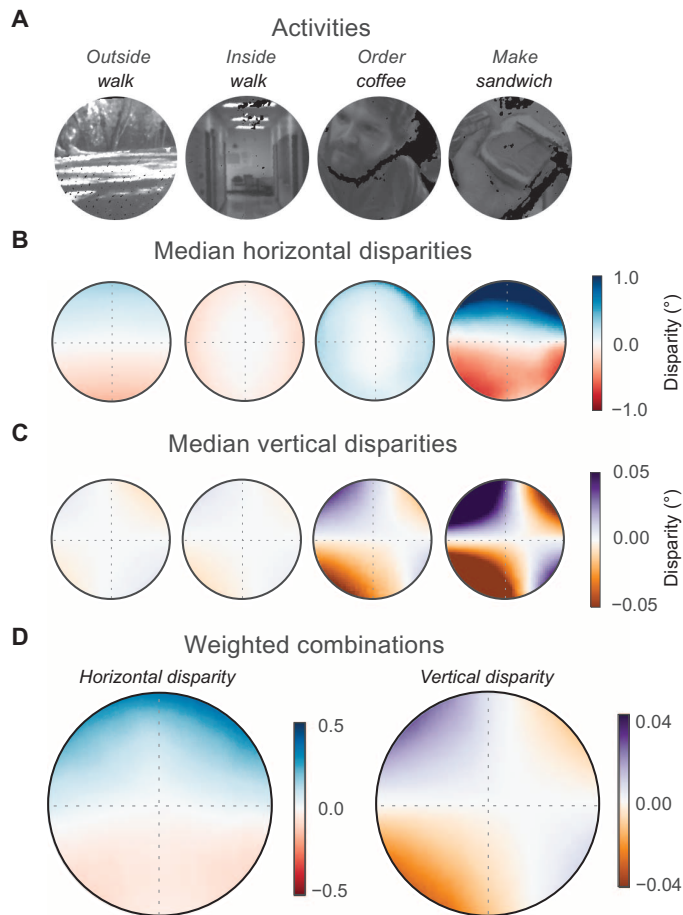 A
Activities
Outside walk
Inside walk
Order coffee
Make sandwich
B
Median horizontal disparities
1.0
0.0
−1.0
Disparity (°)
C
Median vertical disparities
0.05
0.00
−0.05
Disparity (°)
D
Weighted combinations
Horizontal disparity
Vertical disparity
0.5
0.0
−0.5
0.04
0.00
−0.04